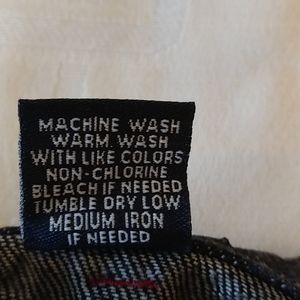 MACHINE WASH
WARM WASH
WITH LIKE COLORS
NON-CHLORINE
BLEACH IF NEEDED
TUMBLE DRY LOW
MEDIUM IRON
IF NEEDED